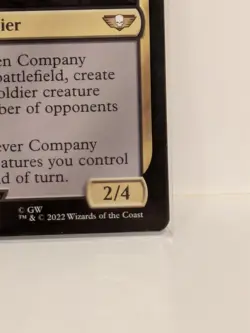 ier
en Company
battlefield, create
oldier creature
ber of opponents
ever Company
atures you control
d of turn.
2/4
© GW
™ & © 2022 Wizards of the Coast